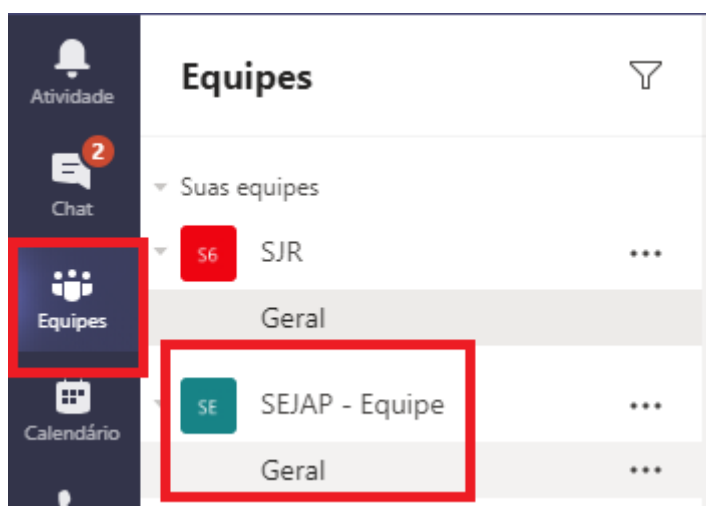 Atividade
2
Chat
Equipes
Calendário
Equipes
Suas equipes
S6 SJR
Geral
SE SEJAP - Equipe
Geral